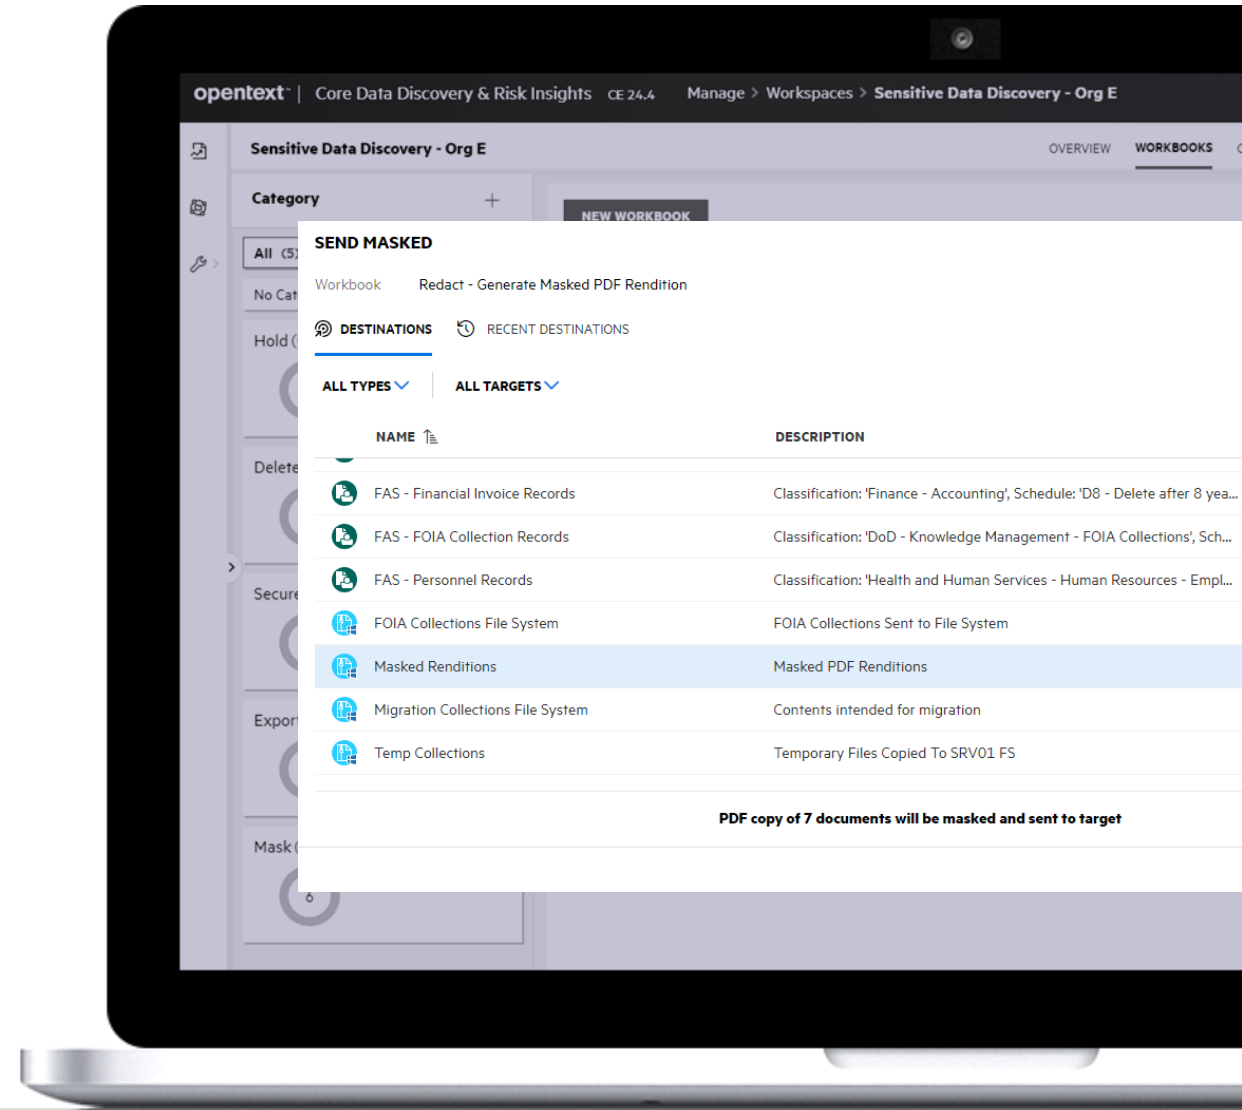 opentext™ | Core Data Discovery & Risk Insights CE 24.4 Manage > Workspaces > Sensitive Data Discovery - Org E
Sensitive Data Discovery - Org E OVERVIEW WORKBOOKS
Category +
NEW WORKBOOK
All (5)
No Cat
Hold (
Delete
Secure
Expor
Mask (
6
SEND MASKED
Workbook Redact - Generate Masked PDF Rendition
DESTINATIONS RECENT DESTINATIONS
ALL TYPES ALL TARGETS
NAME DESCRIPTION
FAS - Financial Invoice Records Classification: 'Finance - Accounting', Schedule: 'D8 - Delete after 8 yea...
FAS - FOIA Collection Records Classification: 'DoD - Knowledge Management - FOIA Collections', Sch...
FAS - Personnel Records Classification: 'Health and Human Services - Human Resources - Empl...
FOIA Collections File System FOIA Collections Sent to File System
Masked Renditions Masked PDF Renditions
Migration Collections File System Contents intended for migration
Temp Collections Temporary Files Copied To SRV01 FS
PDF copy of 7 documents will be masked and sent to target